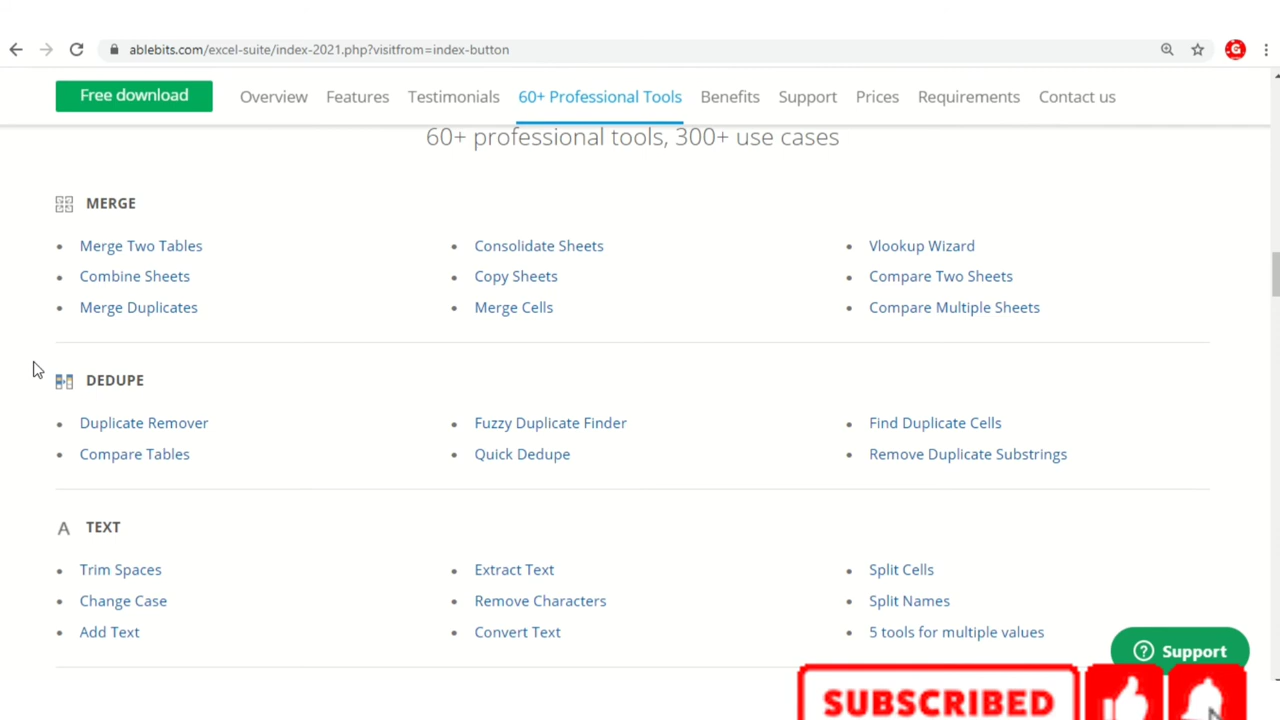 ablebits.com/excel-suite/index-2021.php?visitfrom=index-button
G
Free download Overview Features Testimonials 60+ Professional Tools Benefits Support Prices Requirements Contact us
60+ professional tools, 300+ use cases
MERGE
• Merge Two Tables • Consolidate Sheets • Vlookup Wizard
• Combine Sheets • Copy Sheets • Compare Two Sheets
• Merge Duplicates • Merge Cells • Compare Multiple Sheets
DEDUPE
• Duplicate Remover • Fuzzy Duplicate Finder • Find Duplicate Cells
• Compare Tables • Quick Dedupe • Remove Duplicate Substrings
A TEXT
• Trim Spaces • Extract Text • Split Cells
• Change Case • Remove Characters • Split Names
• Add Text • Convert Text • 5 tools for multiple values
? Support
SUBSCRIBED